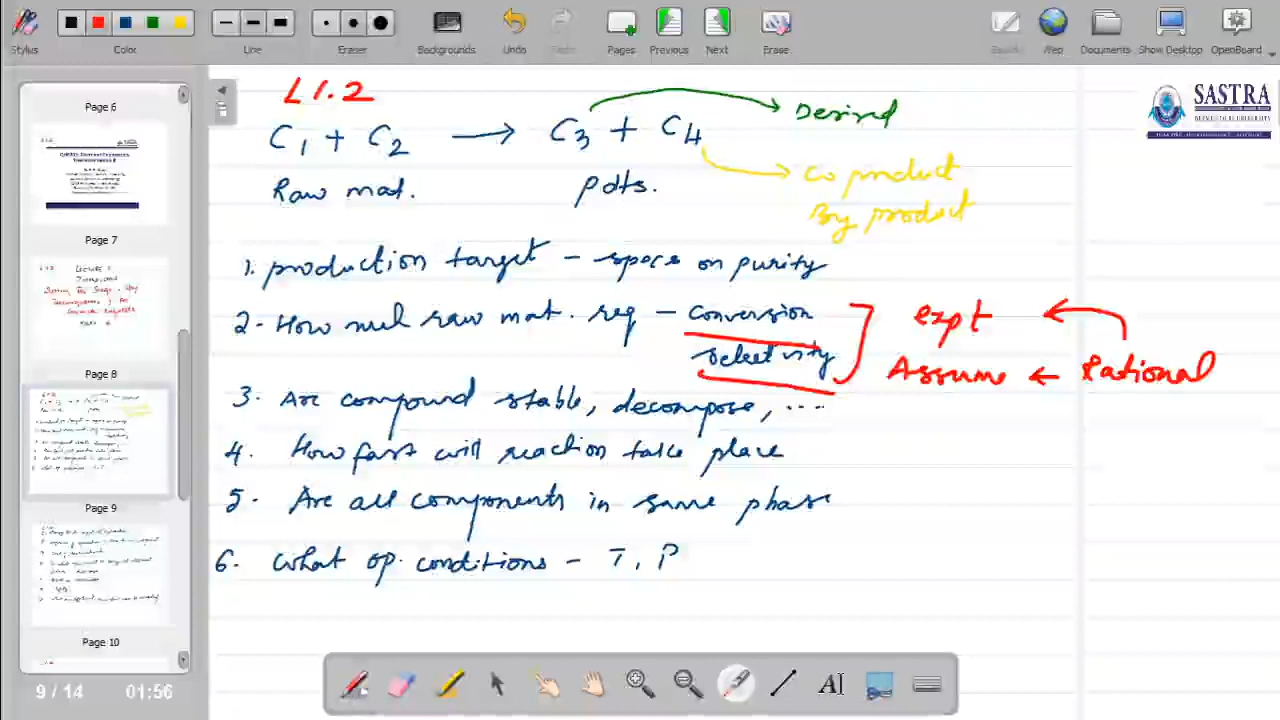 Stylus
Color
Line
Eraser
Backgrounds
Undo
Pages
Previous
Next
Erase
Web
Documents
Show Desktop
OpenBoard
Page 6
Page 7
Page 8
Page 9
Page 10
9 / 14 01:56
SASTRA
L1.2
C1 + C2 → C3 + C4
Desired
Raw mat. pdts.
Co product
By product
1. production target - specs on purity
2. How raw mat. req - conversion
selectivity
expt
Assume ← Rational
3. Are compound stable, decompose, ....
4. How fast will reaction take place
5. Are all components in same phase
6. What op. conditions - T, P
AI